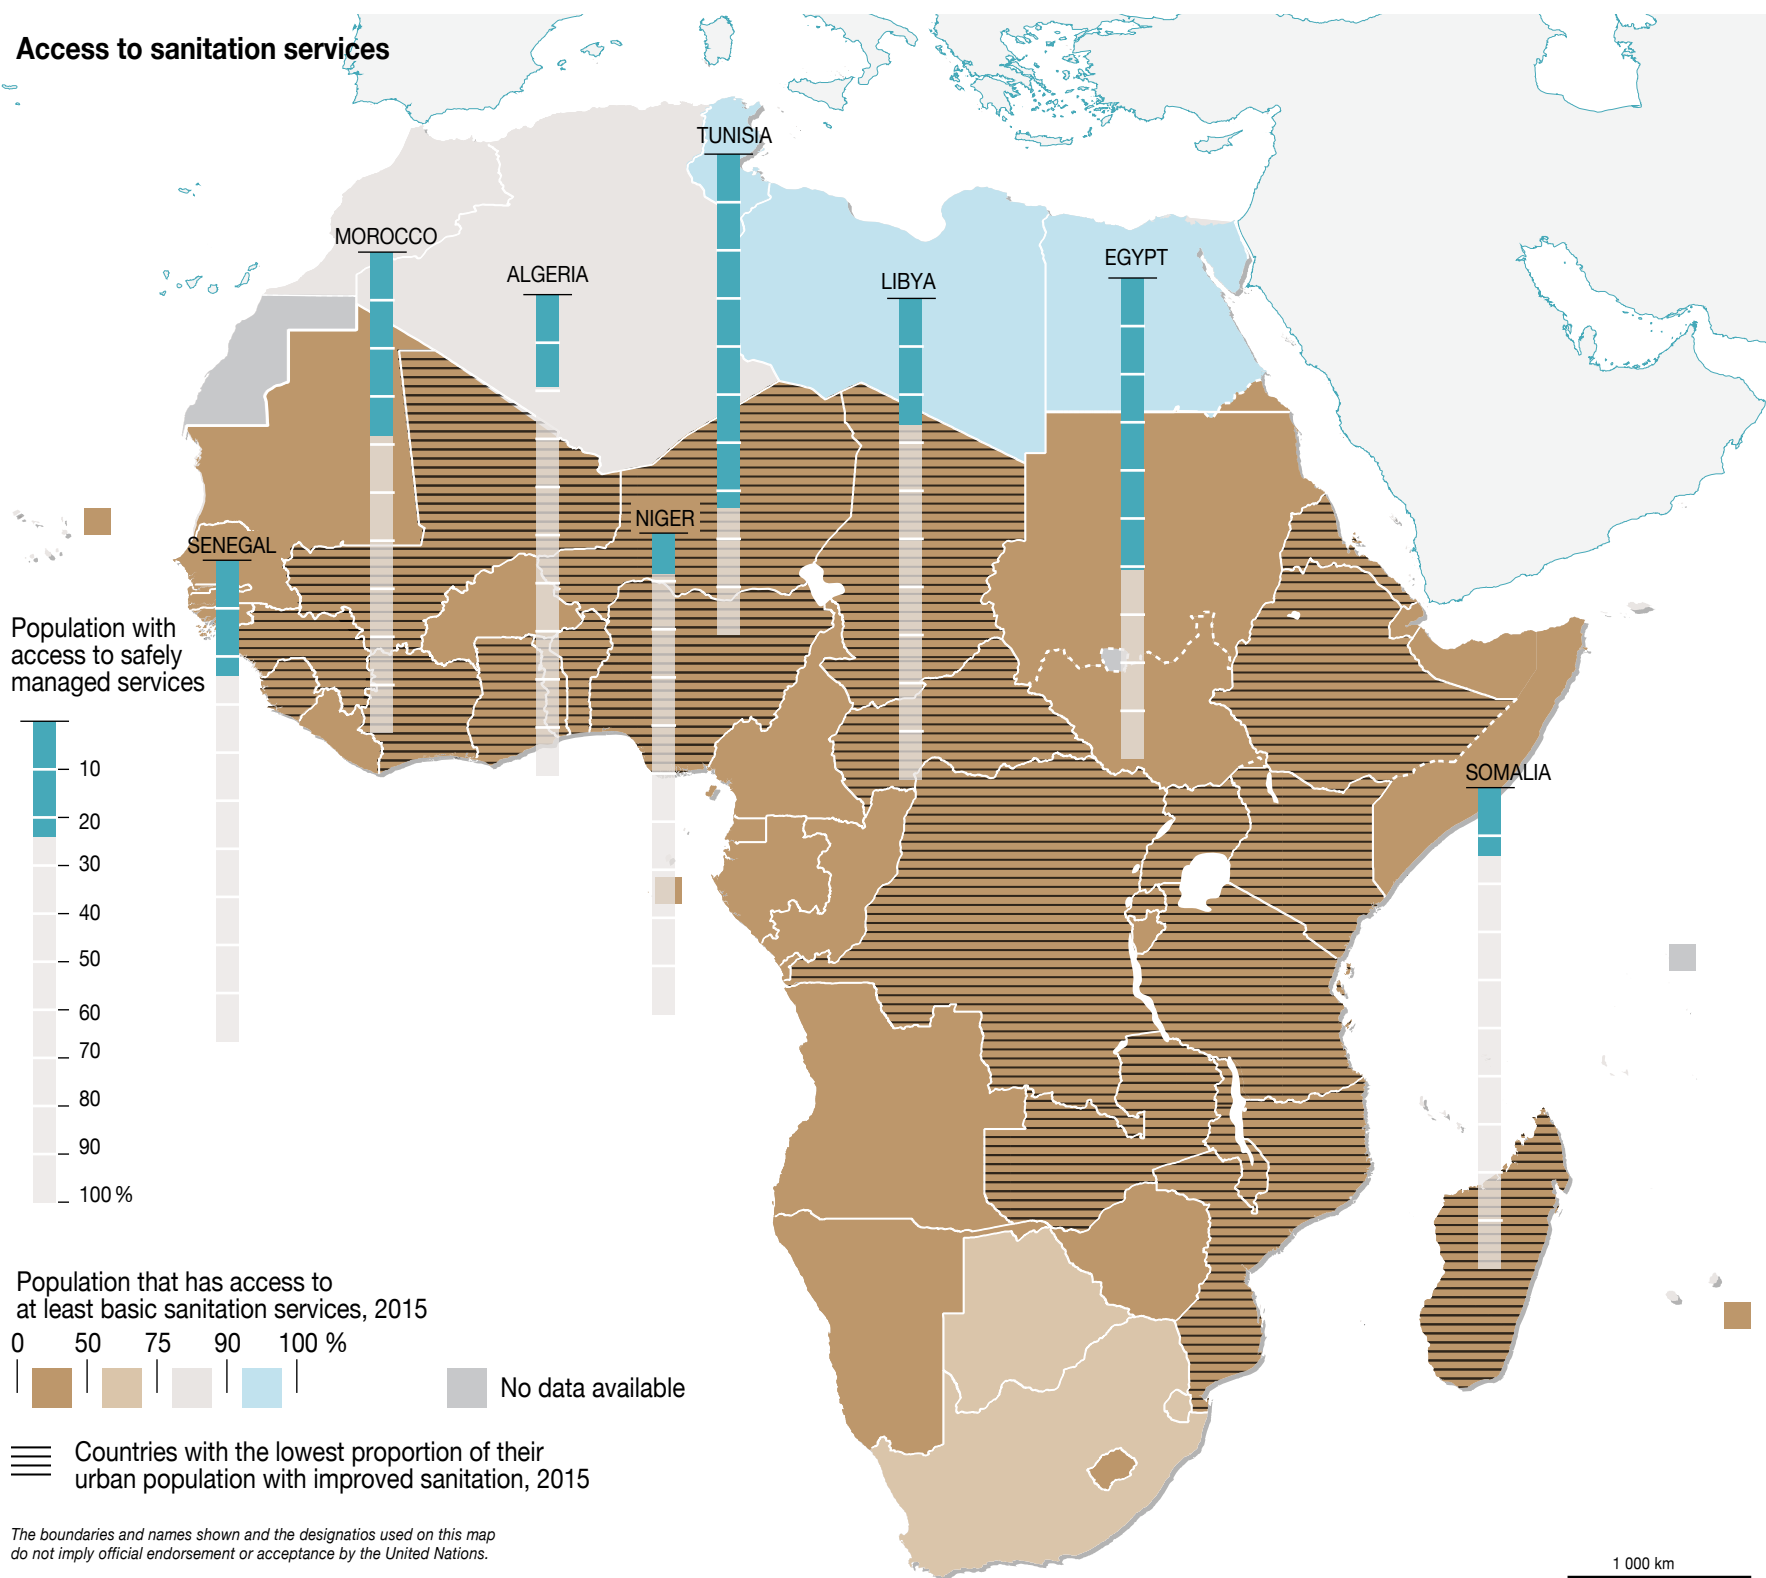 Access to sanitation services
TUNISIA
MOROCCO
ALGERIA
LIBYA
EGYPT
NIGER
SENEGAL
SOMALIA
Population with
access to safely
managed services
10
20
30
40
50
60
70
80
90
100 %
Population that has access to
at least basic sanitation services, 2015
0 50 75 90 100 %
No data available
Countries with the lowest proportion of their
urban population with improved sanitation, 2015
The boundaries and names shown and the designatios used on this map
do not imply official endorsement or acceptance by the United Nations.
1 000 km